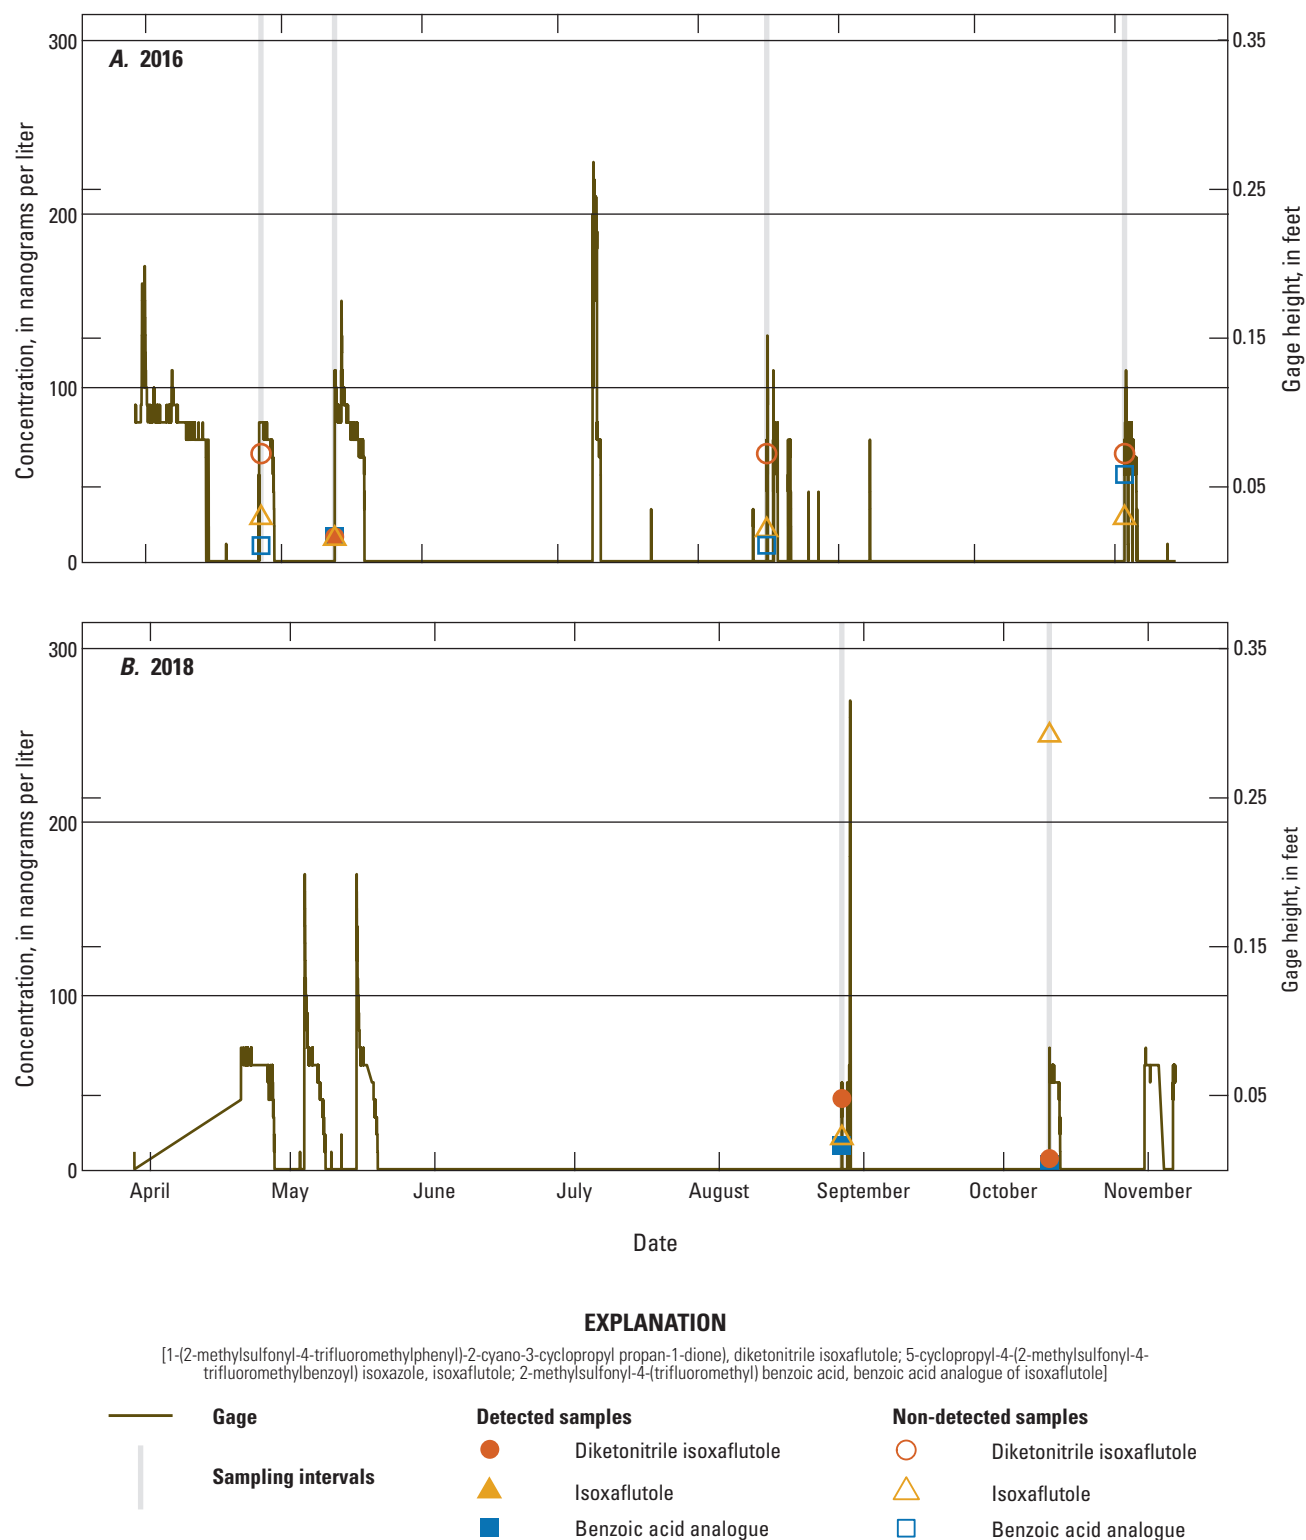 A. 2016
300
200
100
0
Concentration, in nanograms per liter
0.35
0.25
0.15
0.05
Gage height, in feet
B. 2018
300
200
100
0
Concentration, in nanograms per liter
0.35
0.25
0.15
0.05
Gage height, in feet
April May June July August September October November
Date
EXPLANATION
[1-(2-methylsulfonyl-4-trifluoromethylphenyl)-2-cyano-3-cyclopropyl propan-1-dione), diketonitrile isoxaflutole; 5-cyclopropyl-4-(2-methylsulfonyl-4-
trifluoromethylbenzoyl) isoxazole, isoxaflutole; 2-methylsulfonyl-4-(trifluoromethyl) benzoic acid, benzoic acid analogue of isoxaflutole]
Gage
Sampling intervals
Detected samples
Diketonitrile isoxaflutole
Isoxaflutole
Benzoic acid analogue
Non-detected samples
Diketonitrile isoxaflutole
Isoxaflutole
Benzoic acid analogue